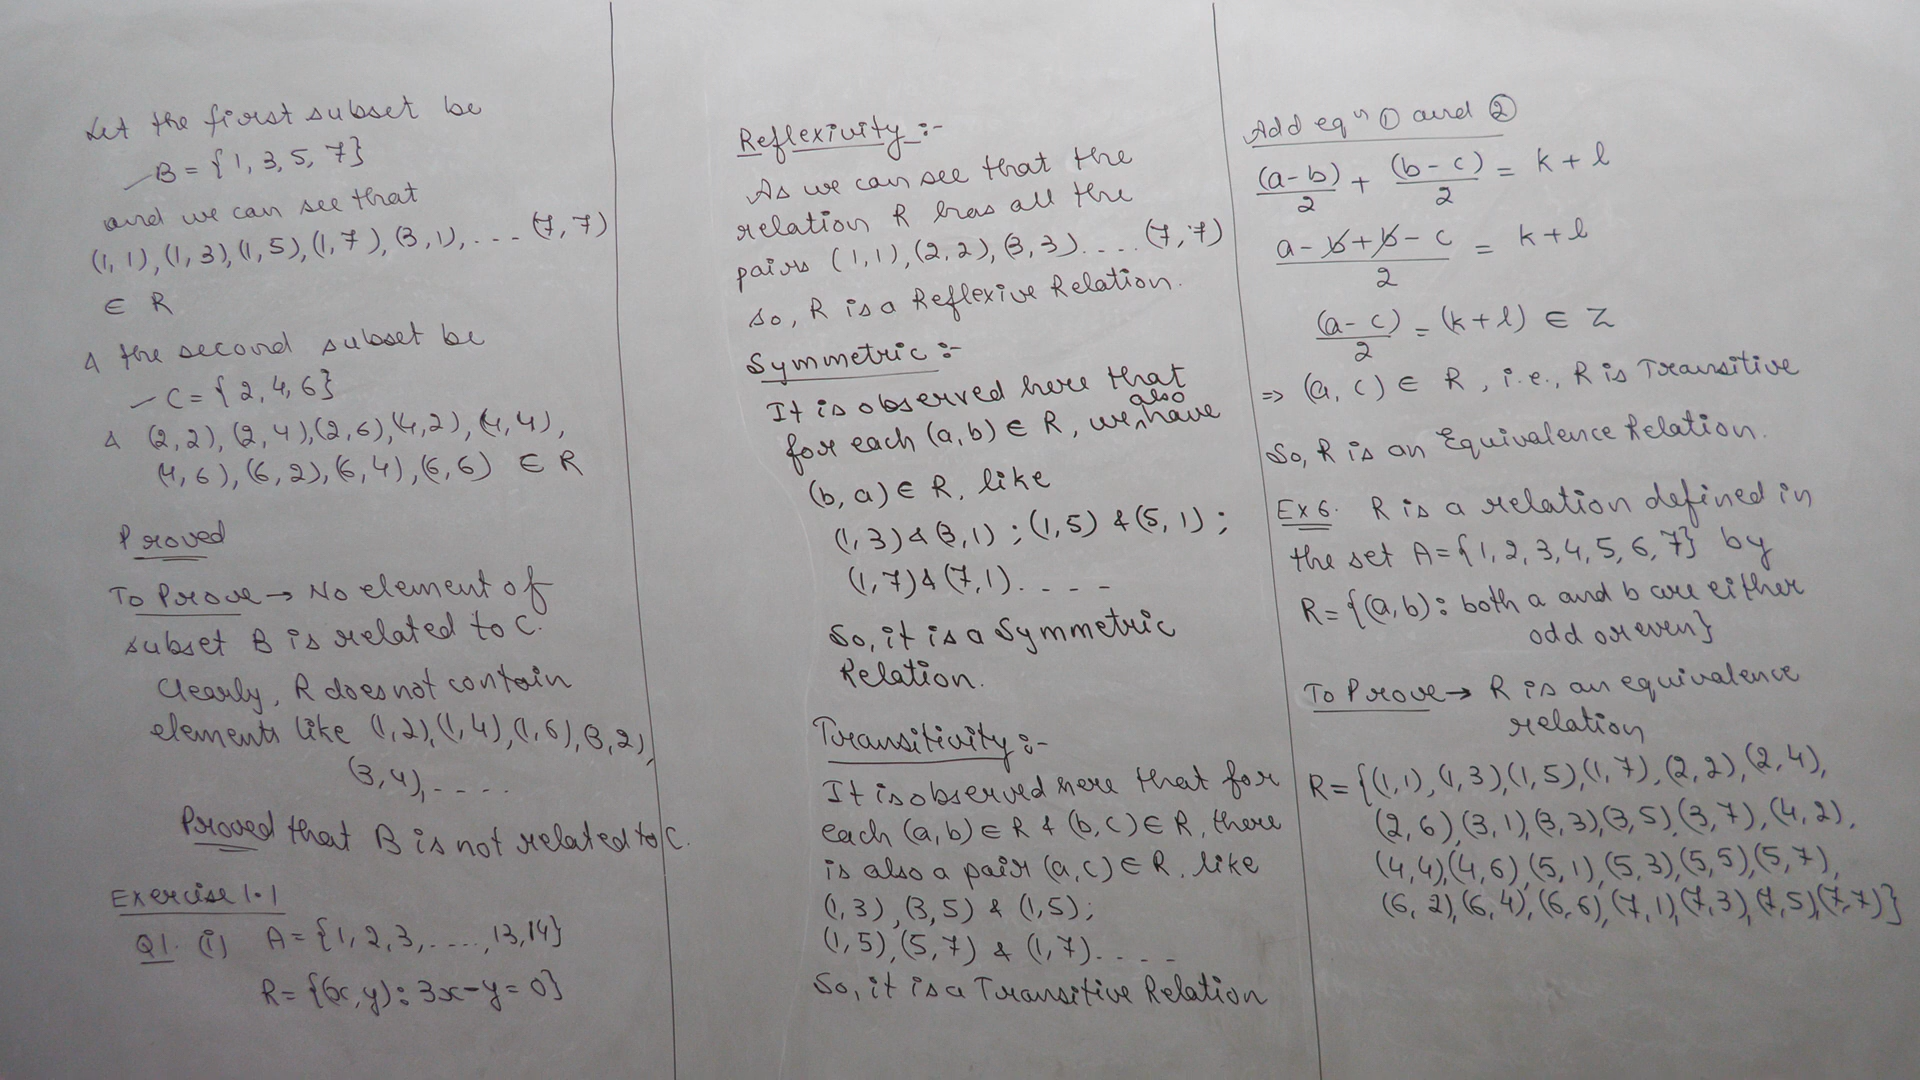 Let the first subset be
B = {1, 3, 5, 7}
and we can see that
(1, 1), (1, 3), (1, 5), (1, 7), (3, 1), .... (7, 7)
∈ R
& the second subset be
C = {2, 4, 6}
& (2, 2), (2, 4), (2, 6), (4, 2), (4, 4),
(4, 6), (6, 2), (6, 4), (6, 6) ∈ R
Proved
To Prove → No element of
subset B is related to C.
Clearly, R does not contain
elements like (1, 2), (1, 4), (1, 6), (3, 2),
(3, 4), ....
Proved that B is not related to C.
Exercise 1.1
Q1. (i) A = {1, 2, 3, ....., 13, 14}
R = {(x, y) : 3x - y = 0}
Reflexivity :-
As we can see that the
relation R has all the
pairs (1, 1), (2, 2), (3, 3) .... (7, 7)
So, R is a Reflexive Relation.
Symmetric :-
It is observed here that
for each (a, b) ∈ R, we also have
(b, a) ∈ R, like
(1, 3) & (3, 1) ; (1, 5) & (5, 1) ;
(1, 7) & (7, 1) ....
So, it is a Symmetric
Relation.
Transitivity :-
It is observed here that for
each (a, b) ∈ R & (b, c) ∈ R, there
is also a pair (a, c) ∈ R, like
(1, 3), (3, 5) & (1, 5);
(1, 5), (5, 7) & (1, 7) ....
So, it is a Transitive Relation
Add eqn ① and ②
(a - b)/2 + (b - c)/2 = k + l
(a - b + b - c)/2 = k + l
(a - c)/2 = (k + l) ∈ Z
⇒ (a, c) ∈ R, i.e., R is Transitive
So, R is an Equivalence Relation.
Ex 6. R is a relation defined in
the set A = {1, 2, 3, 4, 5, 6, 7} by
R = {(a, b) : both a and b are either
odd or even}
To Prove → R is an equivalence
relation
R = {(1, 1), (1, 3), (1, 5), (1, 7), (2, 2), (2, 4),
(2, 6), (3, 1), (3, 3), (3, 5), (3, 7), (4, 2),
(4, 4), (4, 6), (5, 1), (5, 3), (5, 5), (5, 7),
(6, 2), (6, 4), (6, 6), (7, 1), (7, 3), (7, 5), (7, 7)}